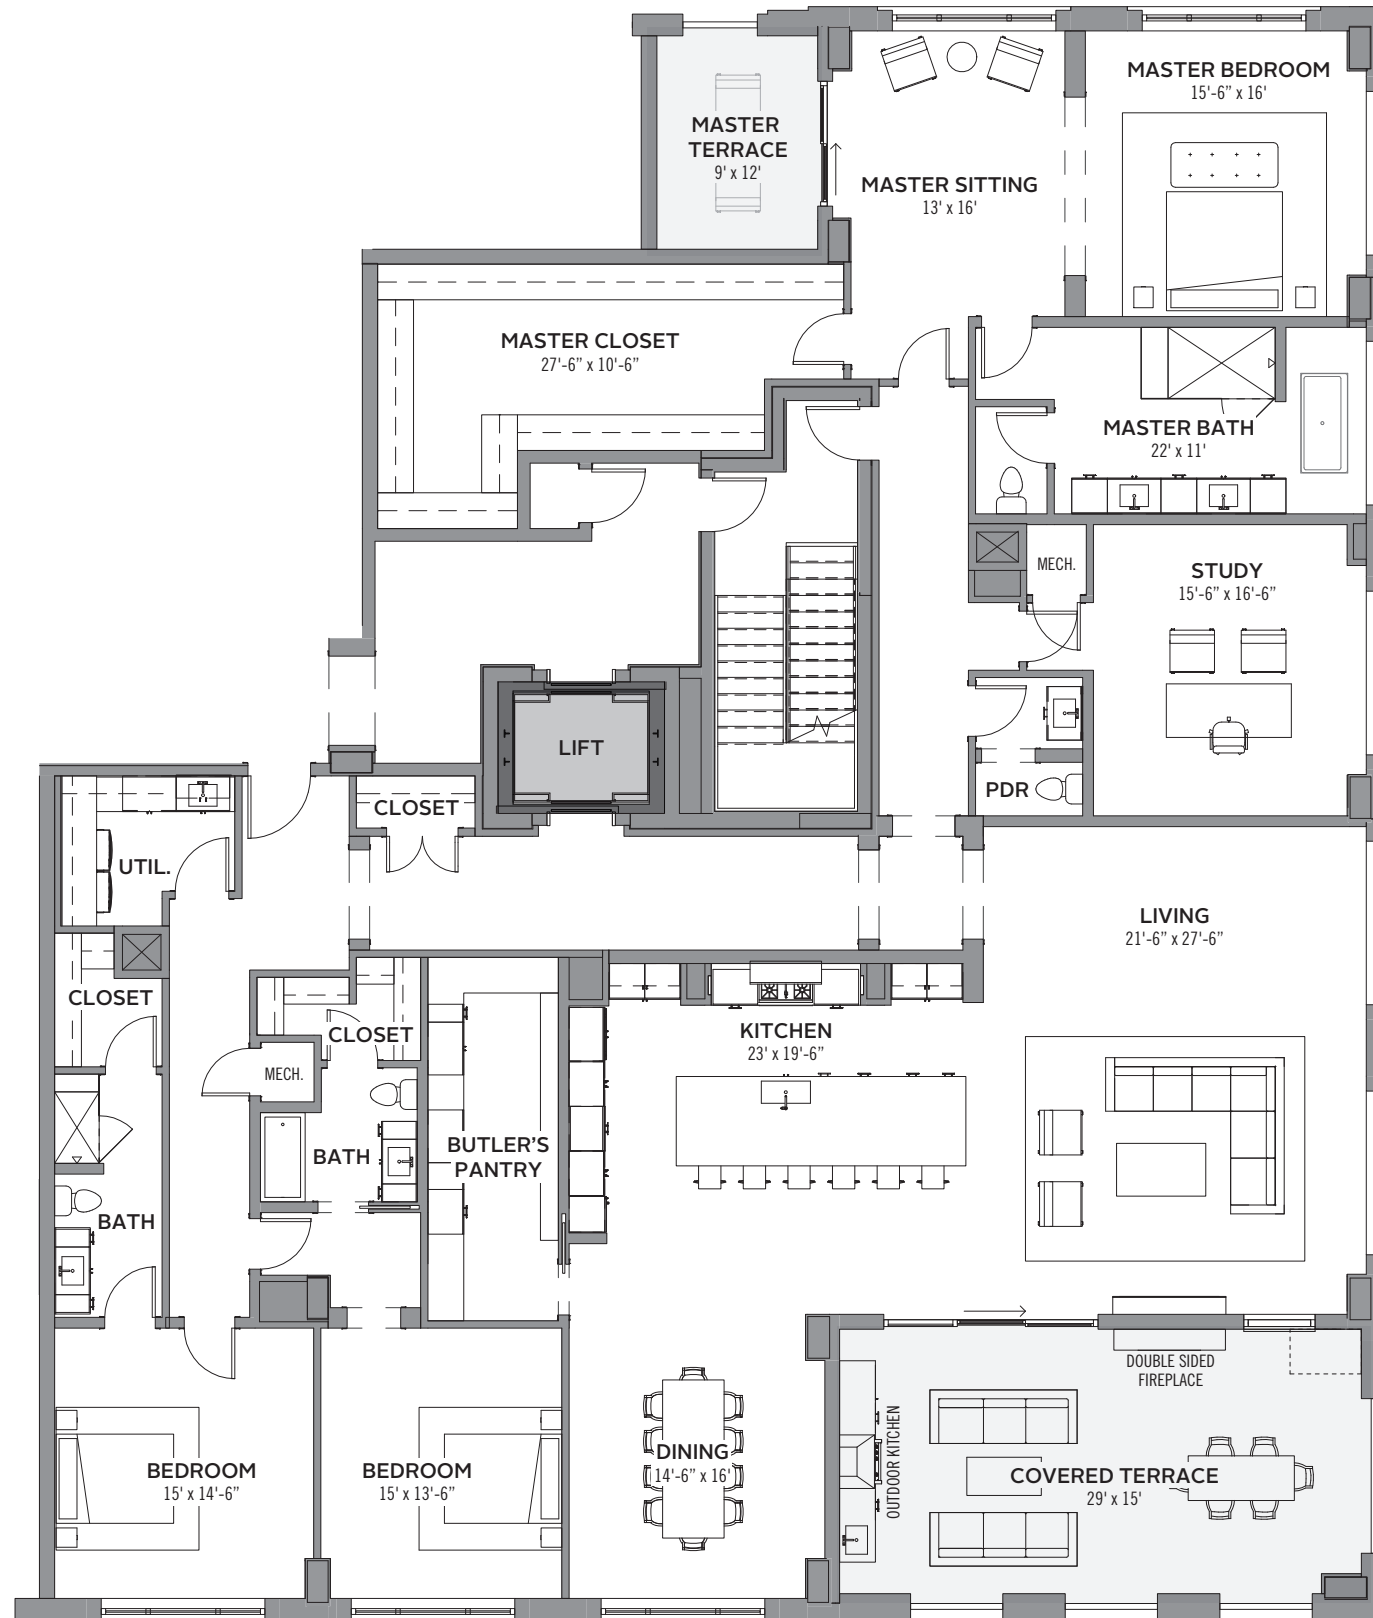 MASTER BEDROOM
15'-6” x 16'
MASTER
TERRACE
9' x 12'
MASTER SITTING
13' x 16'
MASTER CLOSET
27'-6” x 10'-6”
MASTER BATH
22' x 11'
MECH.
STUDY
15'-6” x 16'-6”
LIFT
PDR
CLOSET
UTIL.
LIVING
21'-6” x 27'-6”
CLOSET
CLOSET
KITCHEN
23' x 19'-6”
MECH.
BATH
BUTLER’S
PANTRY
BATH
DOUBLE SIDED
FIREPLACE
OUTDOOR KITCHEN
BEDROOM
15' x 14'-6”
BEDROOM
15' x 13'-6”
DINING
14'-6” x 16'
COVERED TERRACE
29' x 15'